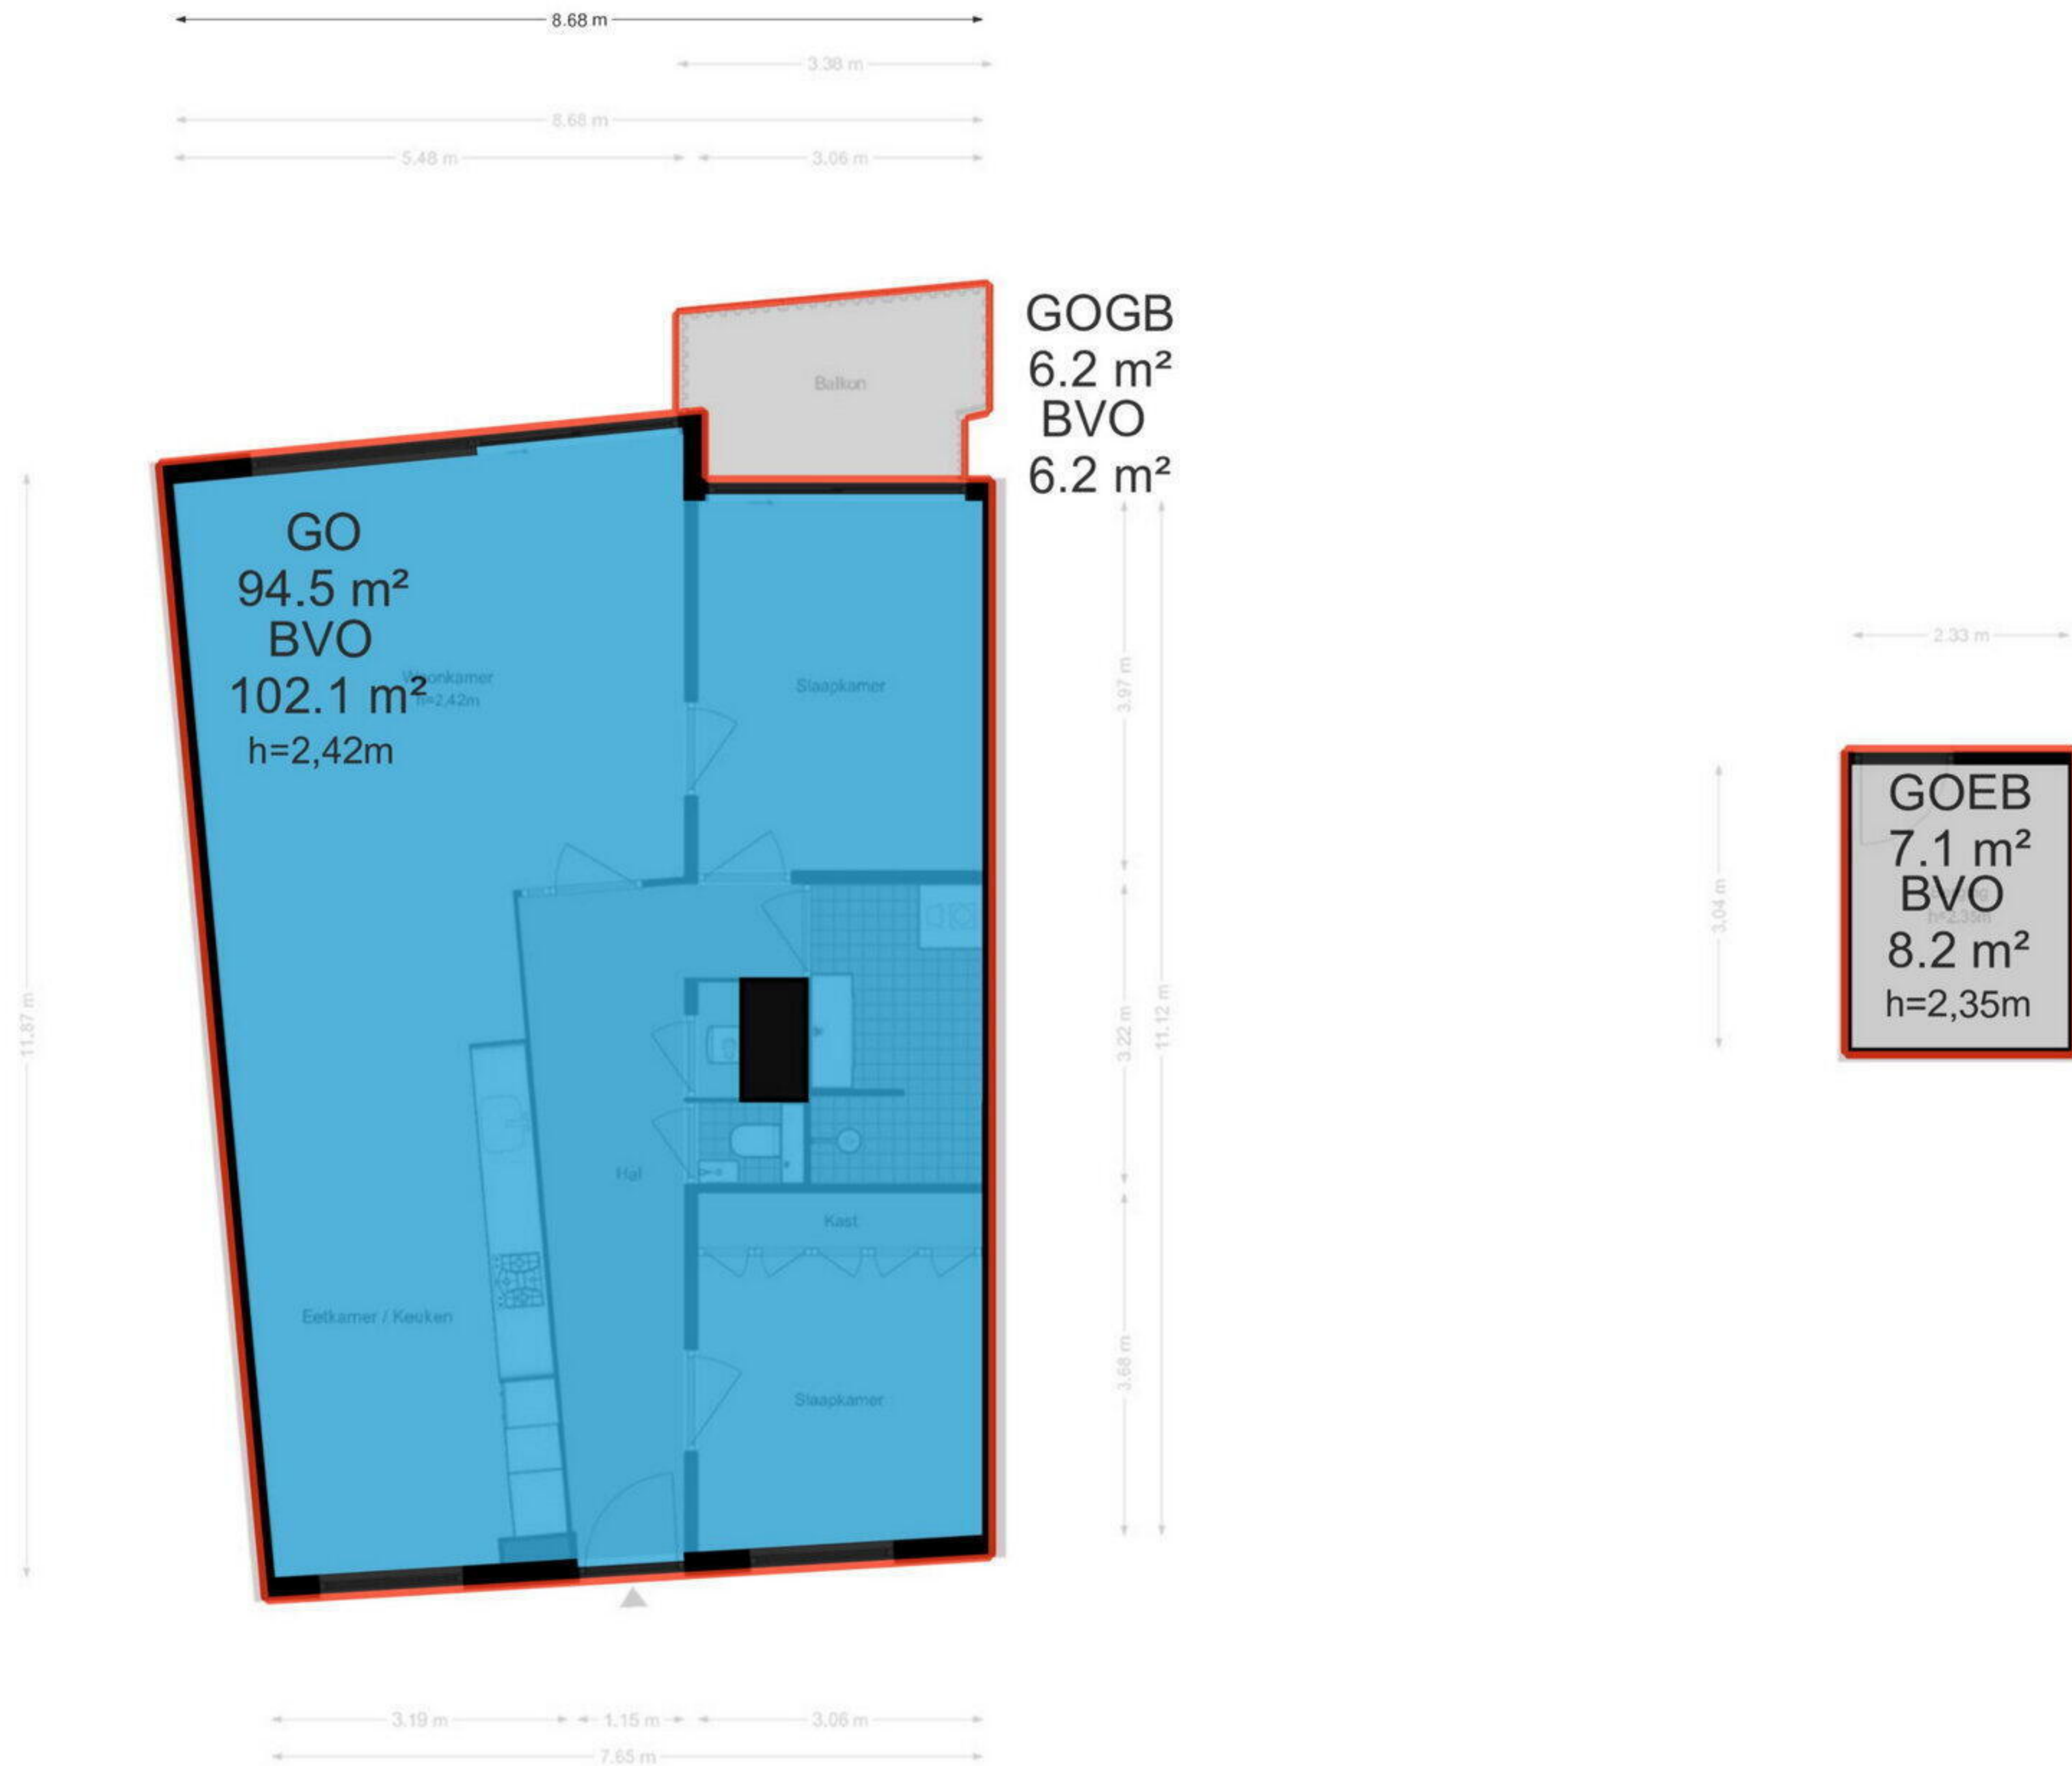 8.68 m
3.38 m
8.68 m
5.48 m
3.06 m
Balkon
GOGB
6.2 m²
BVO
6.2 m²
GO
94.5 m²
BVO
102.1 m²
h=2,42m
Woonkamer
h=2,42m
Slaapkamer
3.97 m
11.87 m
3.22 m
11.12 m
Hal
Kast
Eetkamer / Keuken
Slaapkamer
3.68 m
3.19 m
1.15 m
3.06 m
7.65 m
2.33 m
3.04 m
GOEB
7.1 m²
BVO
h=2.35m
8.2 m²
h=2,35m